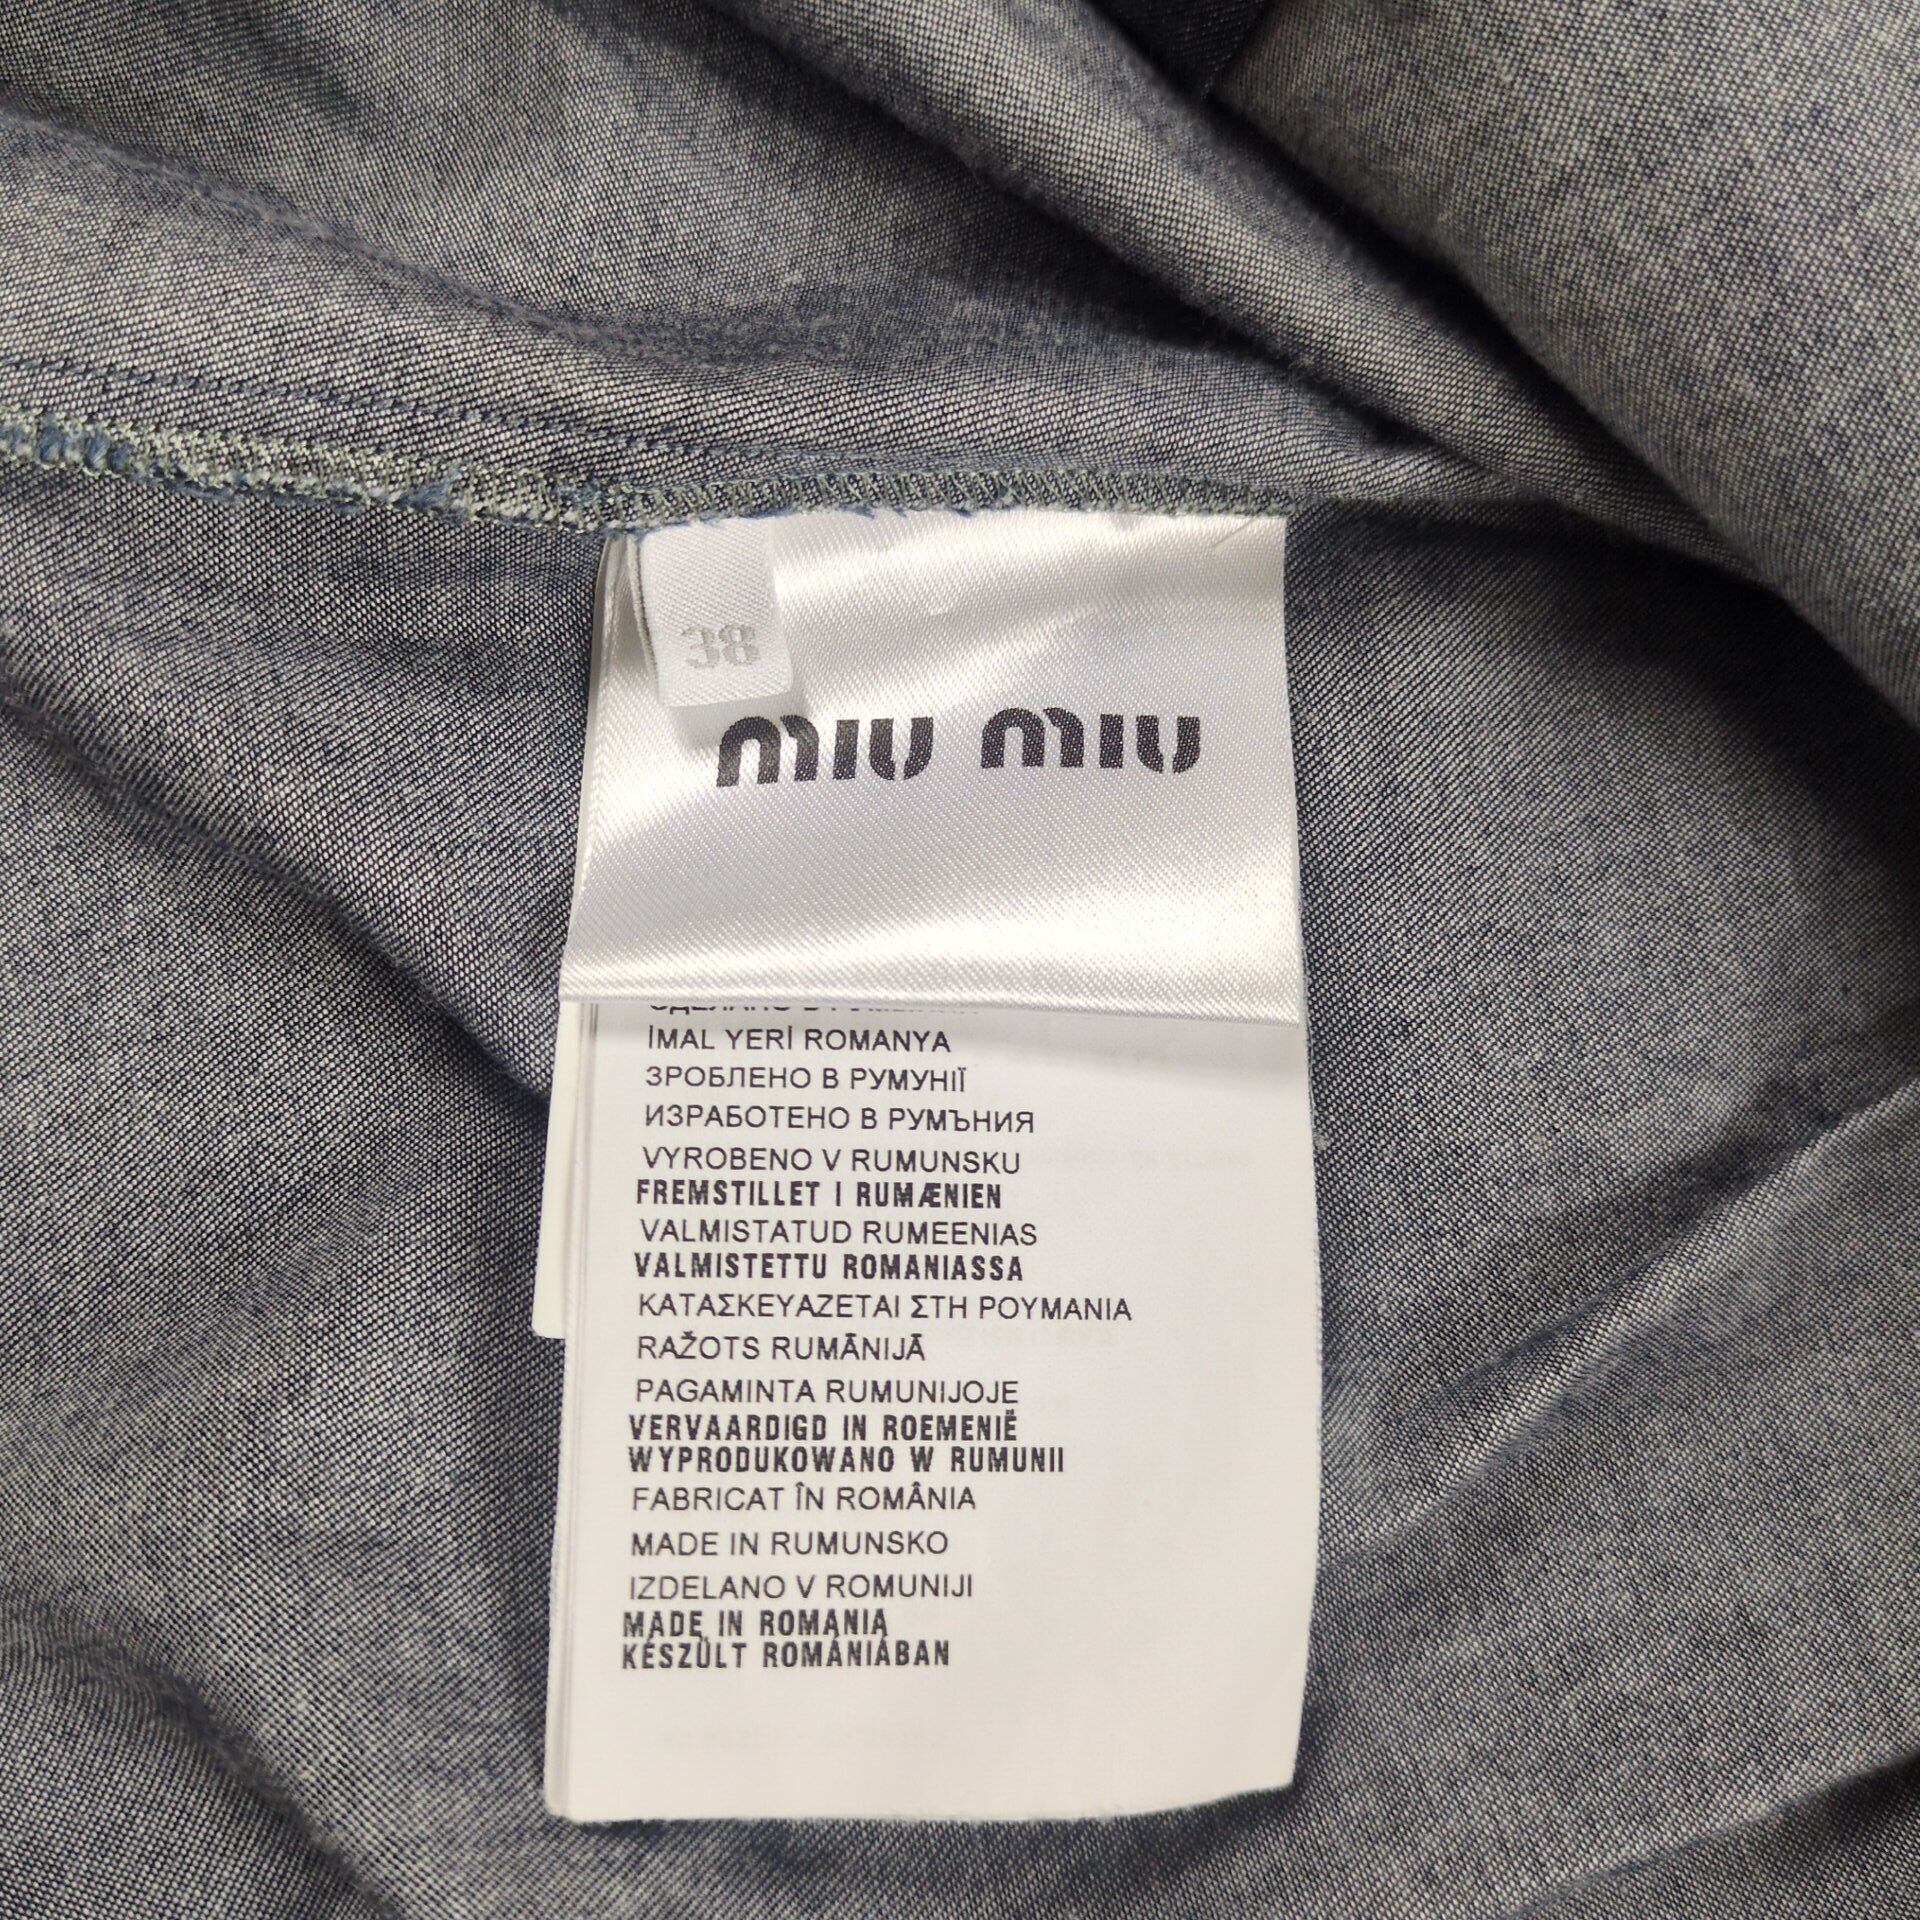 38
miu miu
İMAL YERİ ROMANYA
ЗРОБЛЕНО В РУМУНІЇ
ИЗРАБОТЕНО В РУМЪНИЯ
VYROBENO V RUMUNSKU
FREMSTILLET I RUMÆNIEN
VALMISTATUD RUMEENIAS
VALMISTETTU ROMANIASSA
ΚΑΤΑΣΚΕΥΑΖΕΤΑΙ ΣΤΗ ΡΟΥΜΑΝΙΑ
RAŽOTS RUMĀNIJĀ
PAGAMINTA RUMUNIJOJE
VERVAARDIGD IN ROEMENIË
WYPRODUKOWANO W RUMUNII
FABRICAT ÎN ROMÂNIA
MADE IN RUMUNSKO
IZDELANO V ROMUNIJI
MADE IN ROMANIA
KÉSZÜLT ROMÁNIÁBAN